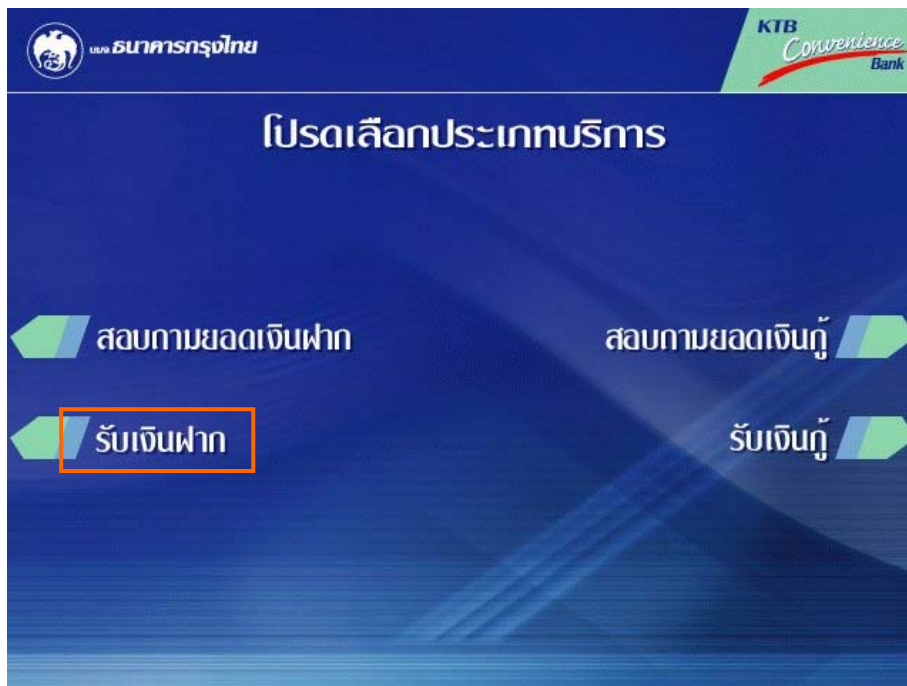 บมจ. ธนาคารกรุงไทย
KTB
Convenience
Bank
โปรดเลือกประเภทบริการ
สอบถามยอดเงินฝาก
สอบถามยอดเงินกู้
รับเงินฝาก
รับเงินกู้